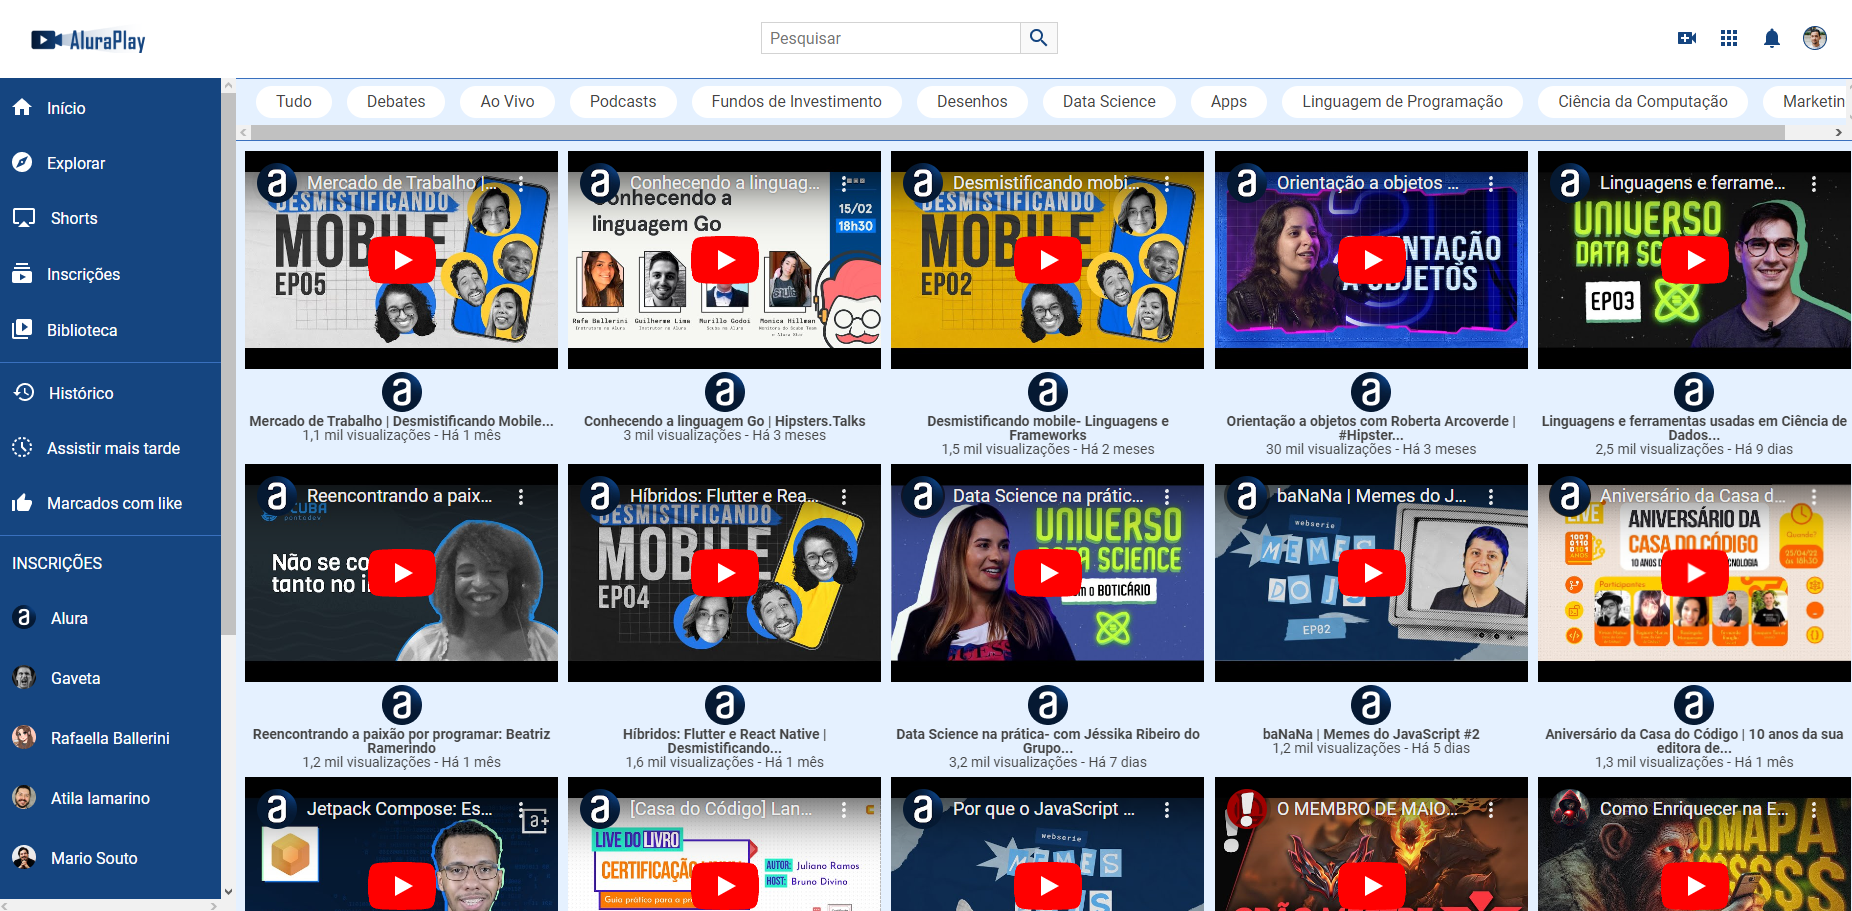 AluraPlay
Pesquisar
Início
Explorar
Shorts
Inscrições
Biblioteca
Histórico
Assistir mais tarde
Marcados com like
INSCRIÇÕES
Alura
Gaveta
Rafaella Ballerini
Atila Iamarino
Mario Souto
Tudo
Debates
Ao Vivo
Podcasts
Fundos de Investimento
Desenhos
Data Science
Apps
Linguagem de Programação
Ciência da Computação
Marketin
Mercado de Trabalho |...
DESMISTIFICANDO
MOBILE
EP05
Mercado de Trabalho | Desmistificando Mobile...
1,1 mil visualizações - Há 1 mês
Conhecendo a linguag...
Conhecendo a
linguagem Go
15/02
18h30
Rafa Ballerini
Guilherme Lima
Murillo Godoi
Monica Hillman
Conhecendo a linguagem Go | Hipsters.Talks
3 mil visualizações - Há 3 meses
Desmistificando mobi...
DESMISTIFICANDO
MOBILE
EP02
Desmistificando mobile- Linguagens e
Frameworks
1,5 mil visualizações - Há 2 meses
Orientação a objetos ...
ORIENTAÇÃO
A OBJETOS
Orientação a objetos com Roberta Arcoverde |
#Hipster...
30 mil visualizações - Há 3 meses
Linguagens e ferrame...
UNIVERSO
DATA SC
EP03
Linguagens e ferramentas usadas em Ciência de
Dados...
2,5 mil visualizações - Há 9 dias
Reencontrando a paix...
Não se co
tanto no i
Reencontrando a paixão por programar: Beatriz
Ramerindo
1,2 mil visualizações - Há 1 mês
Híbridos: Flutter e Rea...
DESMISTIFICANDO
MOBILE
EP04
Híbridos: Flutter e React Native |
Desmistificando...
1,6 mil visualizações - Há 1 mês
Data Science na prátic...
UNIVERSO
DATA SCIENCE
com o BOTICÁRIO
Data Science na prática- com Jéssika Ribeiro do
Grupo...
3,2 mil visualizações - Há 7 dias
baNaNa | Memes do J...
webserie
MEMES
DO JS
EP02
baNaNa | Memes do JavaScript #2
1,2 mil visualizações - Há 5 dias
Aniversário da Casa d...
LIVE
ANIVERSÁRIO DA
CASA DO CÓDIGO
Quando?
25/04/22
às 18h30
Participantes
Aniversário da Casa do Código | 10 anos da sua
editora de...
1,3 mil visualizações - Há 1 mês
Jetpack Compose: Es...
a+
[Casa do Código] Lan...
LIVE DO LIVRO
CERTIFICAÇÃO
AUTOR: Juliano Ramos
HOST: Bruno Divino
Guia prático para a p
Por que o JavaScript ...
webserie
MEMES
O MEMBRO DE MAIO...
Como Enriquecer na E...
O MAPA